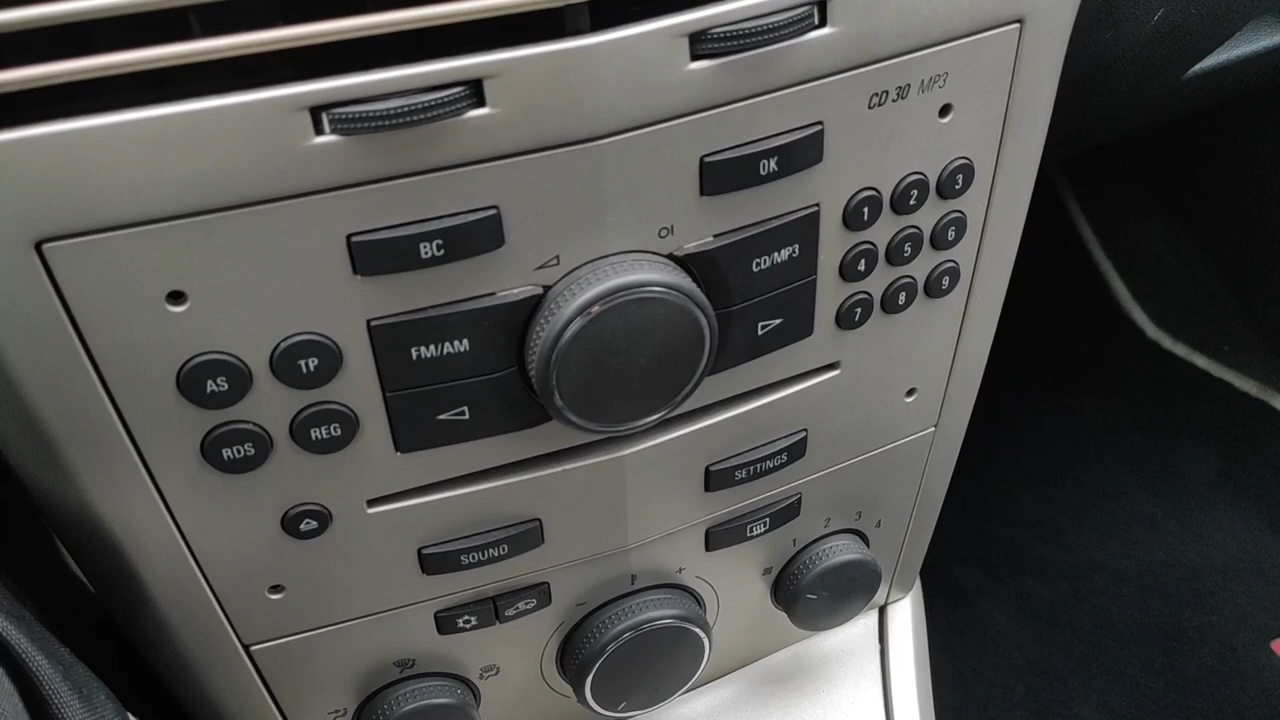 CD 30 MP3
OK
BC
CD/MP3
FM/AM
1 2 3
4 5 6
7 8 9
AS TP
RDS REG
SETTINGS
SOUND
1 2 3 4
- +